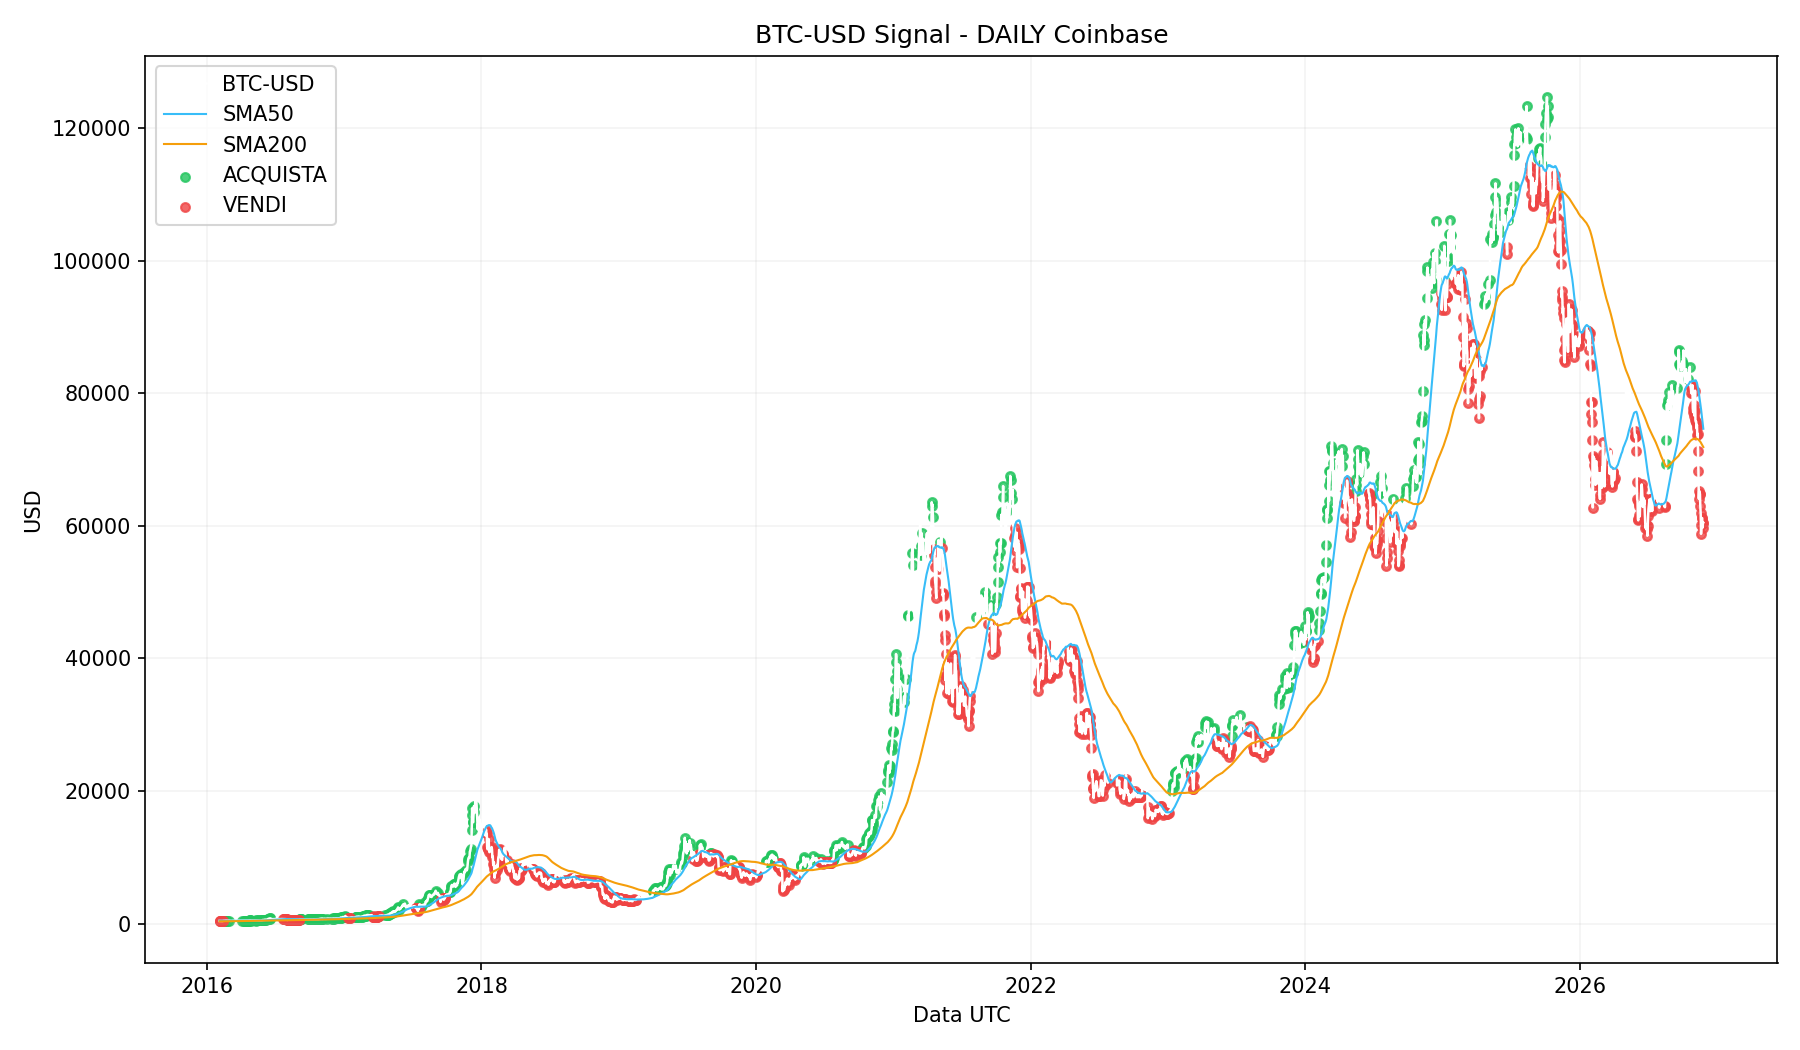 BTC-USD Signal - DAILY Coinbase
BTC-USD
SMA50
SMA200
ACQUISTA
VENDI
120000
100000
80000
60000
40000
20000
0
USD
2016
2018
2020
2022
2024
2026
Data UTC